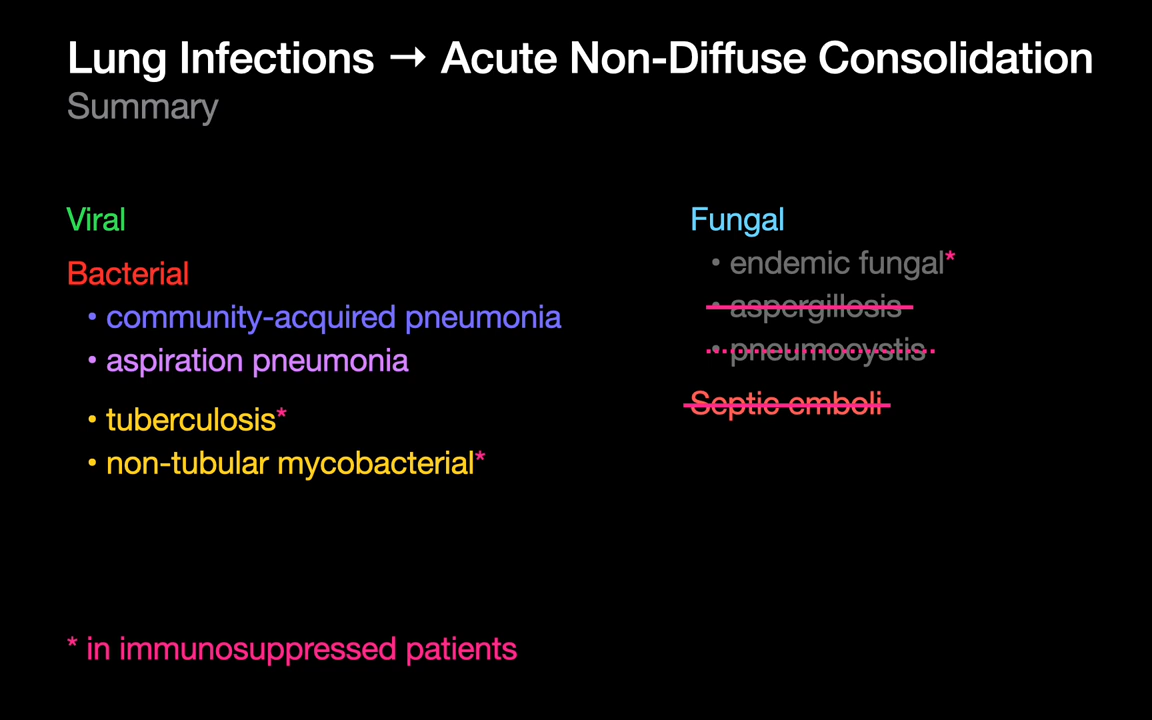 Lung Infections → Acute Non-Diffuse Consolidation
Summary
Viral
Bacterial
• community-acquired pneumonia
• aspiration pneumonia
• tuberculosis*
• non-tubular mycobacterial*
Fungal
• endemic fungal*
• aspergillosis
• pneumocystis
Septic emboli
* in immunosuppressed patients